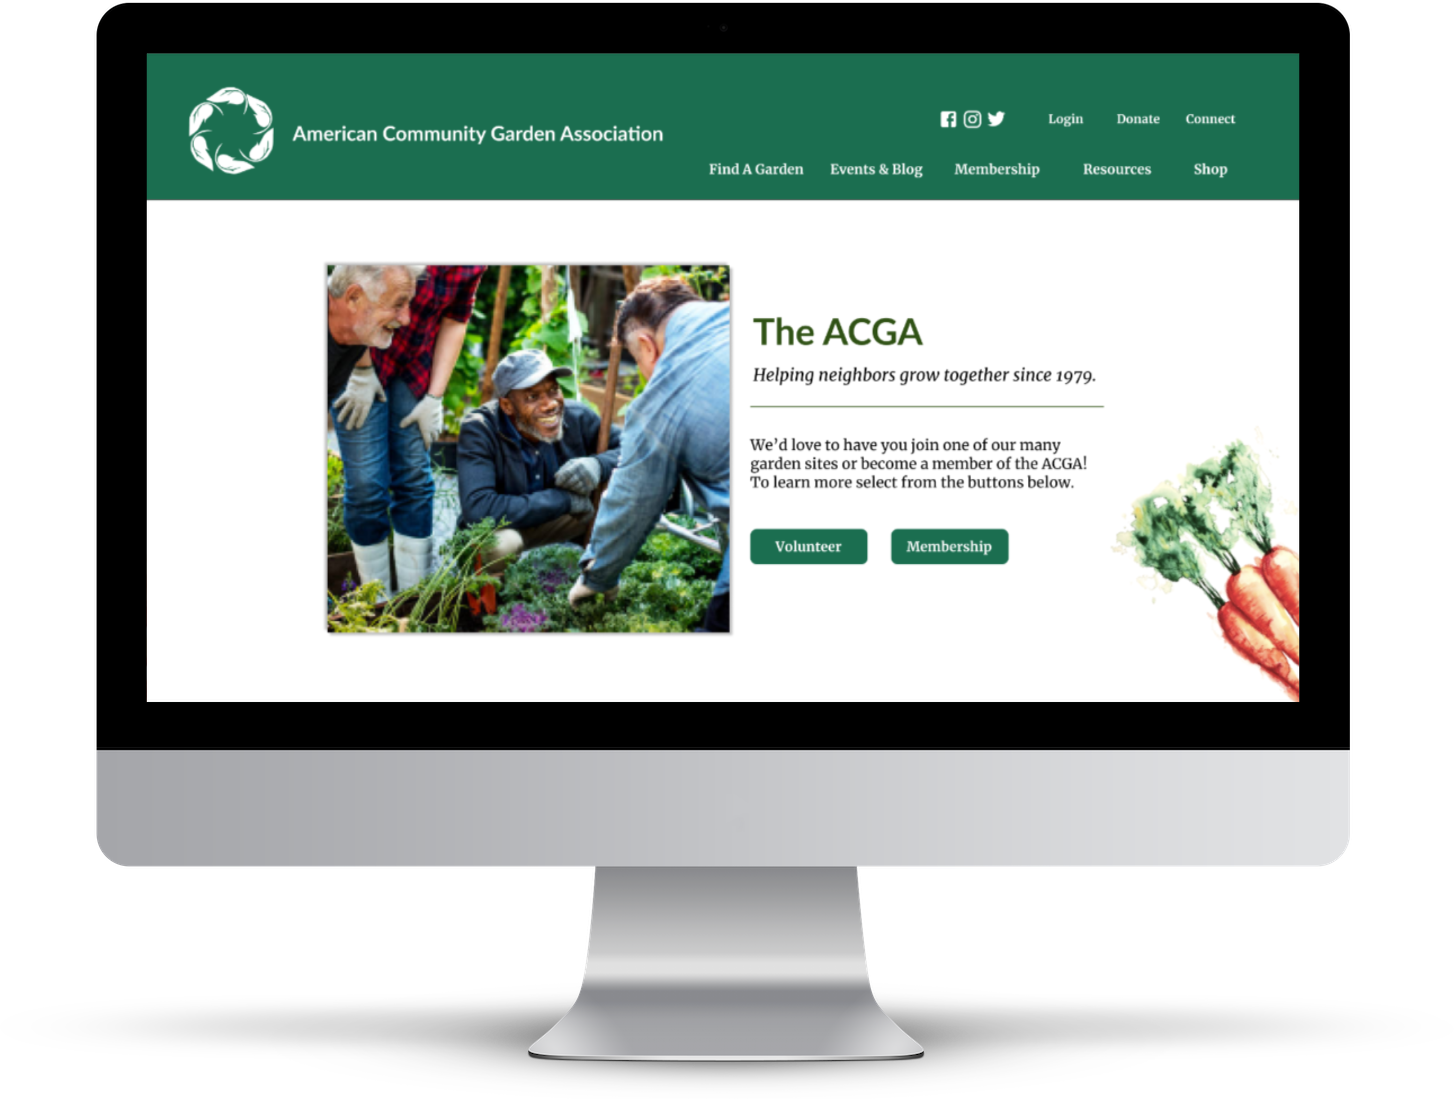 American Community Garden Association
Login Donate Connect
Find A Garden Events & Blog Membership Resources Shop
The ACGA
Helping neighbors grow together since 1979.
We'd love to have you join one of our many
garden sites or become a member of the ACGA!
To learn more select from the buttons below.
Volunteer Membership